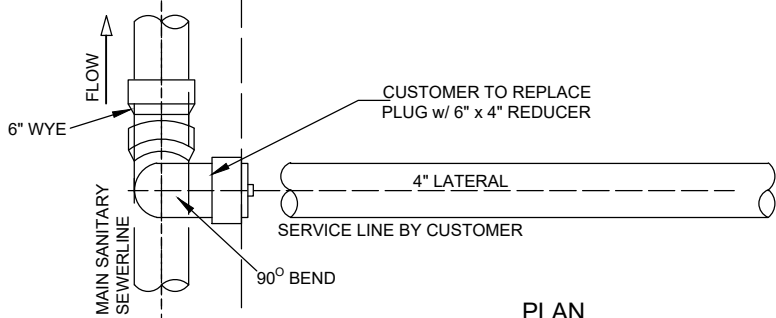 FLOW
CUSTOMER TO REPLACE
PLUG w/ 6" x 4" REDUCER
6" WYE
4" LATERAL
SERVICE LINE BY CUSTOMER
MAIN SANITARY
SEWERLINE
90° BEND
PLAN